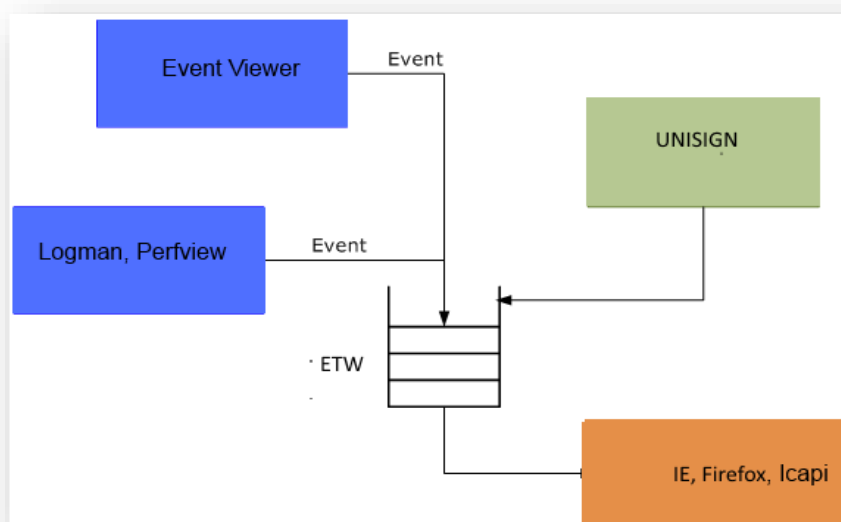 Event Viewer
Event
UNISIGN
Logman, Perfview
Event
ETW
IE, Firefox, Icapi